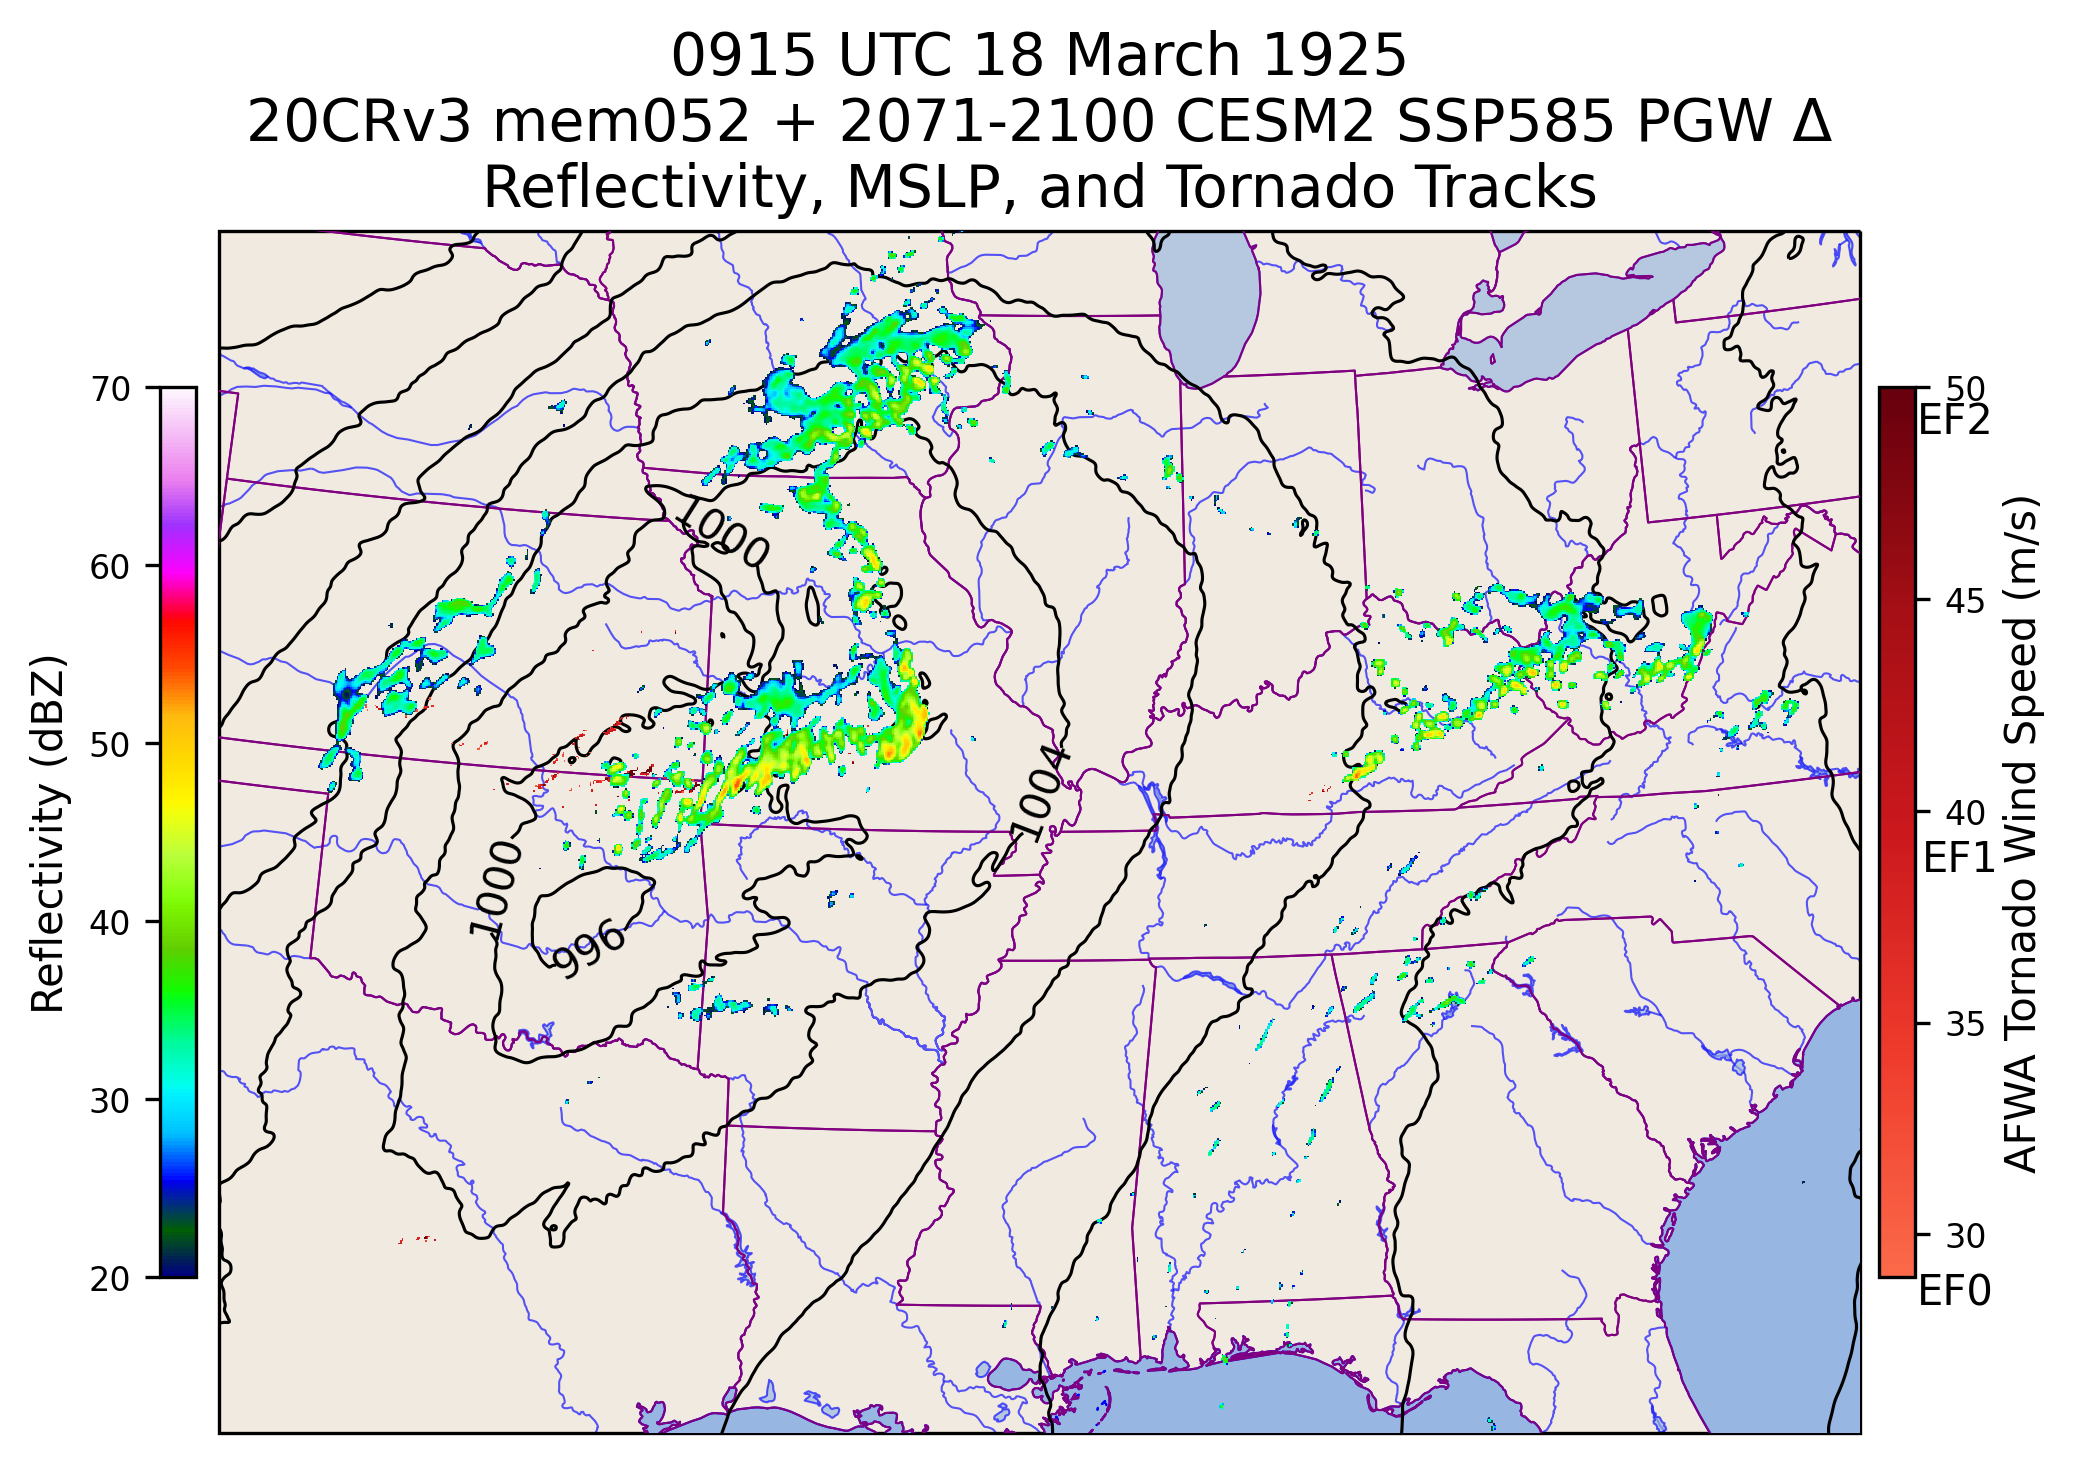 0915 UTC 18 March 1925
20CRv3 mem052 + 2071-2100 CESM2 SSP585 PGW Δ
Reflectivity, MSLP, and Tornado Tracks
70
60
50
40
30
20
Reflectivity (dBZ)
1000
1004
1000
996
50
EF2
45
40
EF1
35
30
EF0
AFWA Tornado Wind Speed (m/s)